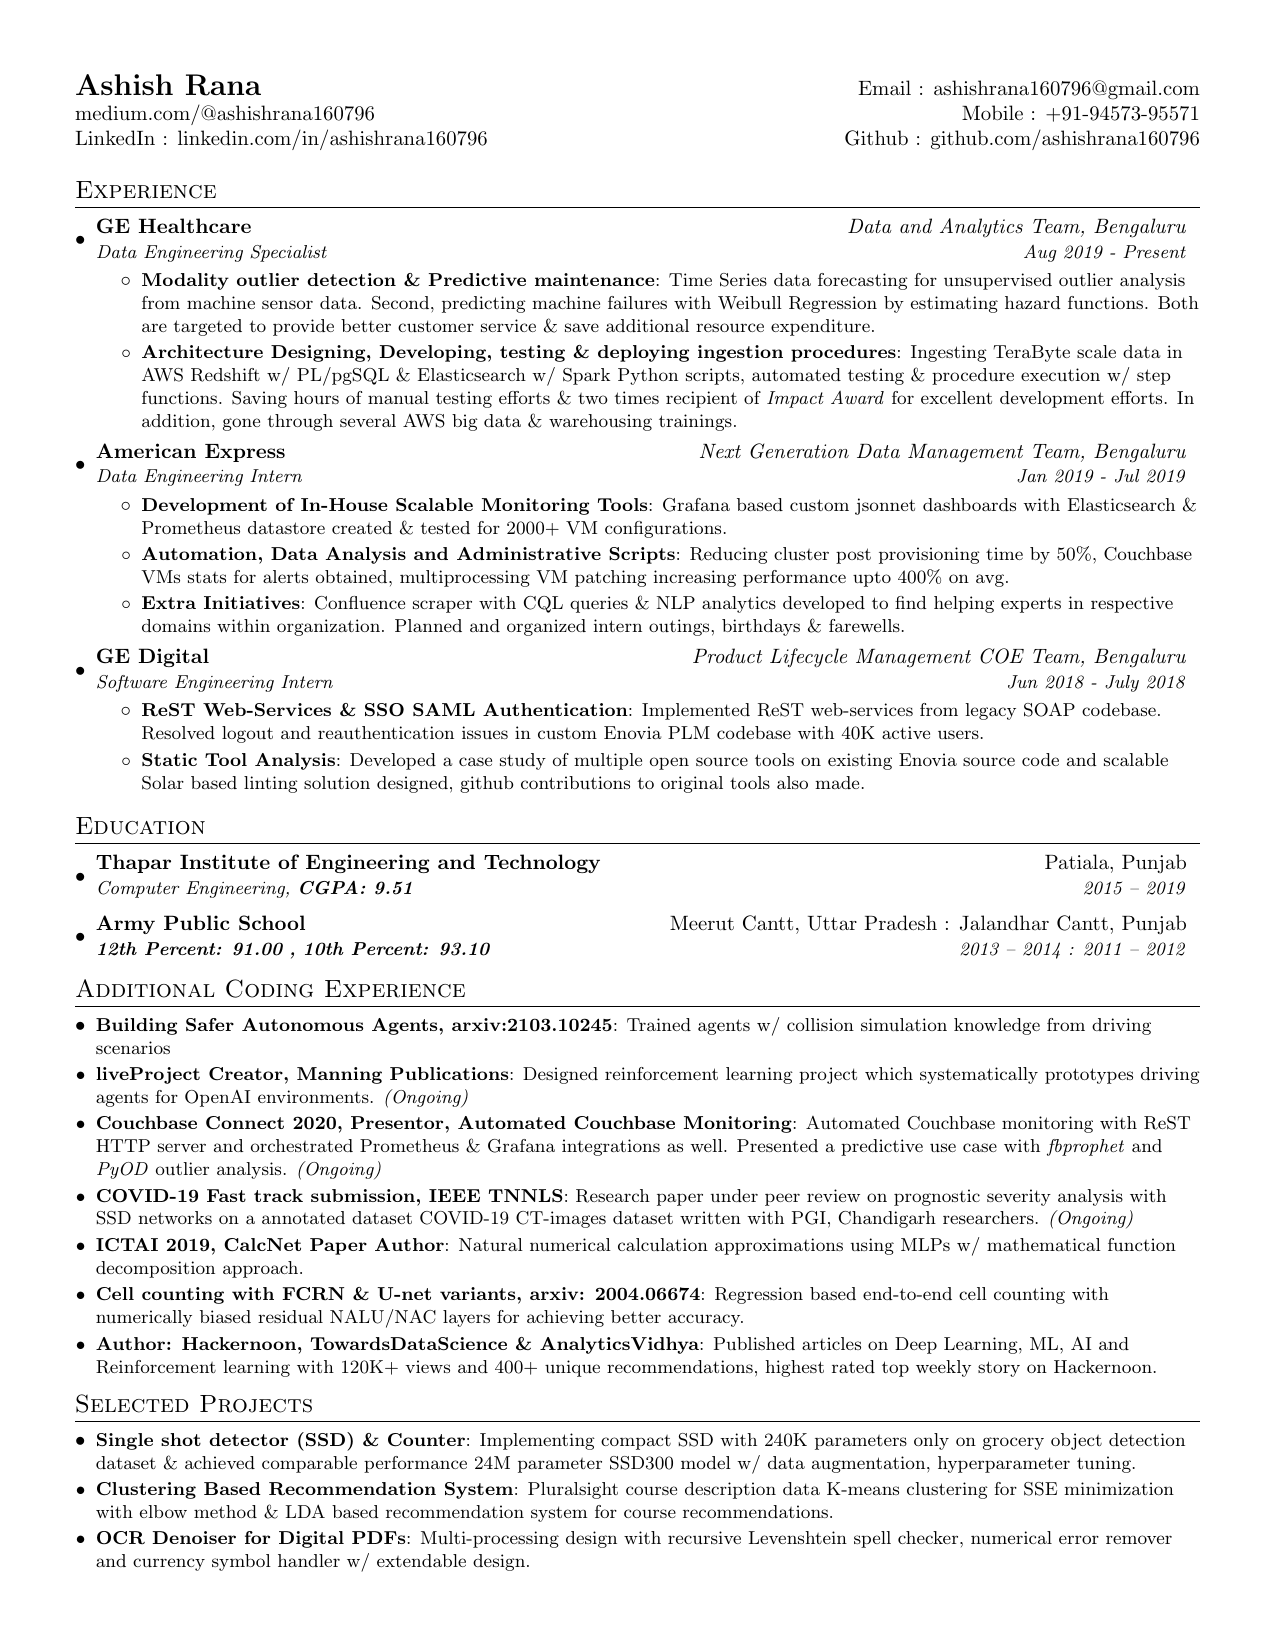 Ashish Rana
Email : ashishrana160796@gmail.com
medium.com/@ashishrana160796
Mobile : +91-94573-95571
LinkedIn : linkedin.com/in/ashishrana160796
Github : github.com/ashishrana160796
Experience
• GE Healthcare
Data and Analytics Team, Bengaluru
Data Engineering Specialist
Aug 2019 - Present
◦ Modality outlier detection & Predictive maintenance: Time Series data forecasting for unsupervised outlier analysis
from machine sensor data. Second, predicting machine failures with Weibull Regression by estimating hazard functions. Both
are targeted to provide better customer service & save additional resource expenditure.
◦ Architecture Designing, Developing, testing & deploying ingestion procedures: Ingesting TeraByte scale data in
AWS Redshift w/ PL/pgSQL & Elasticsearch w/ Spark Python scripts, automated testing & procedure execution w/ step
functions. Saving hours of manual testing efforts & two times recipient of Impact Award for excellent development efforts. In
addition, gone through several AWS big data & warehousing trainings.
• American Express
Next Generation Data Management Team, Bengaluru
Data Engineering Intern
Jan 2019 - Jul 2019
◦ Development of In-House Scalable Monitoring Tools: Grafana based custom jsonnet dashboards with Elasticsearch &
Prometheus datastore created & tested for 2000+ VM configurations.
◦ Automation, Data Analysis and Administrative Scripts: Reducing cluster post provisioning time by 50%, Couchbase
VMs stats for alerts obtained, multiprocessing VM patching increasing performance upto 400% on avg.
◦ Extra Initiatives: Confluence scraper with CQL queries & NLP analytics developed to find helping experts in respective
domains within organization. Planned and organized intern outings, birthdays & farewells.
• GE Digital
Product Lifecycle Management COE Team, Bengaluru
Software Engineering Intern
Jun 2018 - July 2018
◦ ReST Web-Services & SSO SAML Authentication: Implemented ReST web-services from legacy SOAP codebase.
Resolved logout and reauthentication issues in custom Enovia PLM codebase with 40K active users.
◦ Static Tool Analysis: Developed a case study of multiple open source tools on existing Enovia source code and scalable
Solar based linting solution designed, github contributions to original tools also made.
Education
• Thapar Institute of Engineering and Technology
Patiala, Punjab
Computer Engineering, CGPA: 9.51
2015 – 2019
• Army Public School
Meerut Cantt, Uttar Pradesh : Jalandhar Cantt, Punjab
12th Percent: 91.00 , 10th Percent: 93.10
2013 – 2014 : 2011 – 2012
Additional Coding Experience
• Building Safer Autonomous Agents, arxiv:2103.10245: Trained agents w/ collision simulation knowledge from driving
scenarios
• liveProject Creator, Manning Publications: Designed reinforcement learning project which systematically prototypes driving
agents for OpenAI environments. (Ongoing)
• Couchbase Connect 2020, Presentor, Automated Couchbase Monitoring: Automated Couchbase monitoring with ReST
HTTP server and orchestrated Prometheus & Grafana integrations as well. Presented a predictive use case with fbprophet and
PyOD outlier analysis. (Ongoing)
• COVID-19 Fast track submission, IEEE TNNLS: Research paper under peer review on prognostic severity analysis with
SSD networks on a annotated dataset COVID-19 CT-images dataset written with PGI, Chandigarh researchers. (Ongoing)
• ICTAI 2019, CalcNet Paper Author: Natural numerical calculation approximations using MLPs w/ mathematical function
decomposition approach.
• Cell counting with FCRN & U-net variants, arxiv: 2004.06674: Regression based end-to-end cell counting with
numerically biased residual NALU/NAC layers for achieving better accuracy.
• Author: Hackernoon, TowardsDataScience & AnalyticsVidhya: Published articles on Deep Learning, ML, AI and
Reinforcement learning with 120K+ views and 400+ unique recommendations, highest rated top weekly story on Hackernoon.
Selected Projects
• Single shot detector (SSD) & Counter: Implementing compact SSD with 240K parameters only on grocery object detection
dataset & achieved comparable performance 24M parameter SSD300 model w/ data augmentation, hyperparameter tuning.
• Clustering Based Recommendation System: Pluralsight course description data K-means clustering for SSE minimization
with elbow method & LDA based recommendation system for course recommendations.
• OCR Denoiser for Digital PDFs: Multi-processing design with recursive Levenshtein spell checker, numerical error remover
and currency symbol handler w/ extendable design.